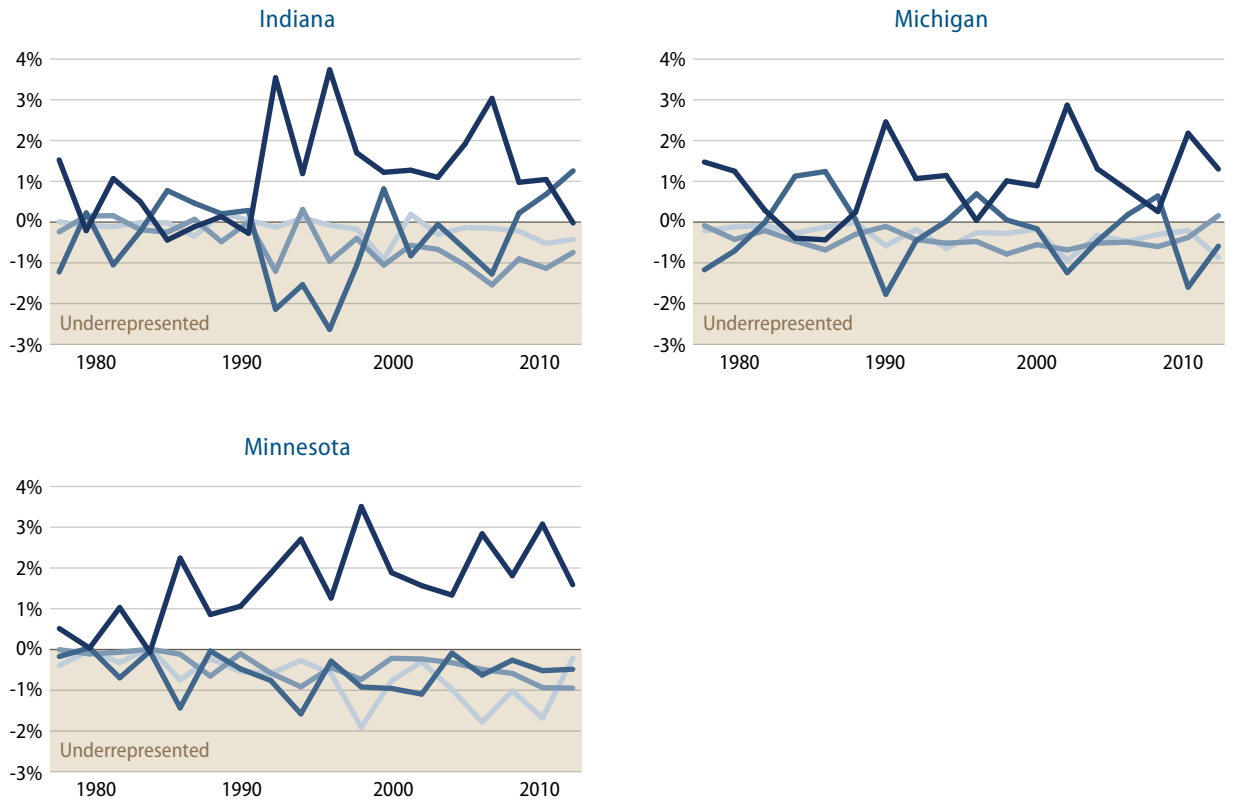 Indiana
4%
3%
2%
1%
0%
-1%
-2%
-3%
Underrepresented
1980 1990 2000 2010
Michigan
4%
3%
2%
1%
0%
-1%
-2%
-3%
Underrepresented
1980 1990 2000 2010
Minnesota
4%
3%
2%
1%
0%
-1%
-2%
-3%
Underrepresented
1980 1990 2000 2010